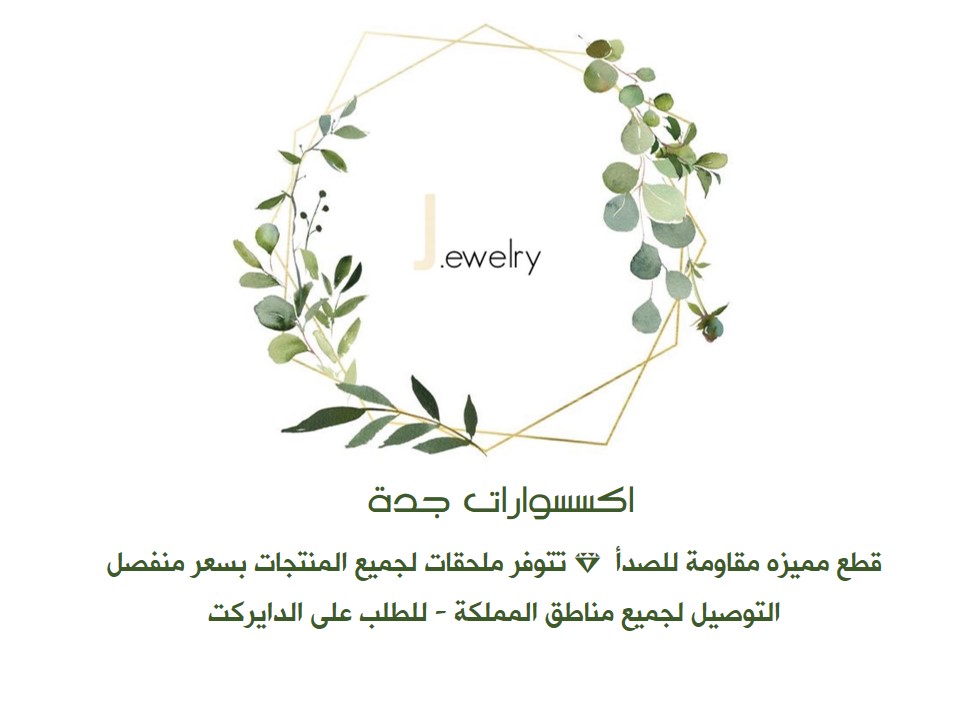 J.ewelry
اكسسوارات جدة
قطع مميزه مقاومة للصدأ 💎 تتوفر ملحقات لجميع المنتجات بسعر منفصل
التوصيل لجميع مناطق المملكة - للطلب على الدايركت